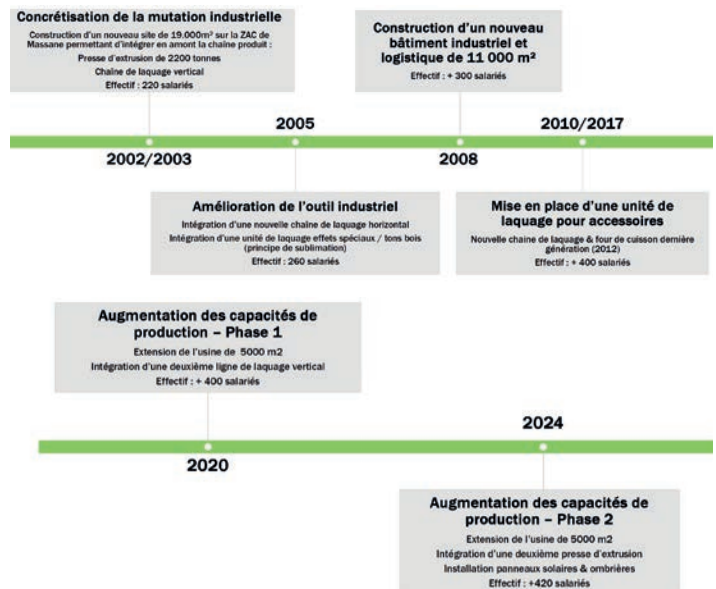 Concrétisation de la mutation industrielle
Construction d'un nouveau site de 19.000m² sur la ZAC de
Massane permettant d'intégrer en amont la chaîne produit :
Presse d'extrusion de 2200 tonnes
Chaîne de laquage vertical
Effectif : 220 salariés
Construction d'un nouveau
bâtiment industriel et
logistique de 11 000 m²
Effectif : + 300 salariés
2005
2010/2017
2002/2003
2008
Amélioration de l'outil industriel
Intégration d'une nouvelle chaîne de laquage horizontal
Intégration d'une unité de laquage effets spéciaux / tons bois
(principe de sublimation)
Effectif : 260 salariés
Mise en place d'une unité de
laquage pour accessoires
Nouvelle chaine de laquage & four de cuisson dernière
génération (2012)
Effectif : + 400 salariés
Augmentation des capacités de
production – Phase 1
Extension de l'usine de 5000 m2
Intégration d'une deuxième ligne de laquage vertical
Effectif : + 400 salariés
2024
2020
Augmentation des capacités de
production – Phase 2
Extension de l'usine de 5000 m2
Intégration d'une deuxième presse d'extrusion
Installation panneaux solaires & ombrières
Effectif : +420 salariés